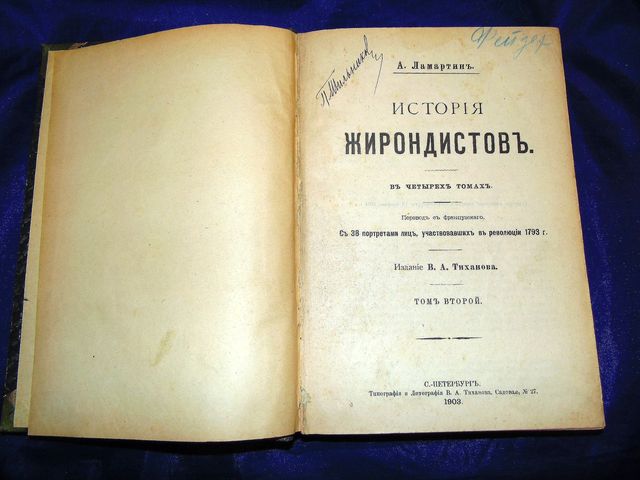 Фейдех
А. Ламартинъ.
ИСТОРІЯ
ЖИРОНДИСТОВЪ.
ВЪ ЧЕТЫРЕХЪ ТОМАХЪ.
Переводъ съ французскаго.
Съ 38 портретами лицъ, участвовавшихъ въ революціи 1793 г.
Изданіе В. А. Тиханова.
ТОМЪ ВТОРОЙ.
С.-ПЕТЕРБУРГЪ.
Типографія и Литографія В. А. Тиханова, Садовая, № 27.
1903.